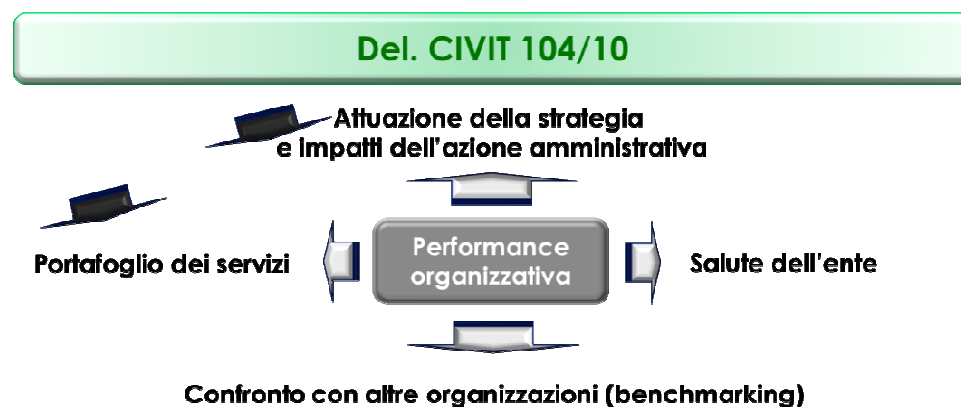 Del. CIVIT 104/10
Attuazione della strategia
e impatti dell'azione amministrativa
Portafoglio dei servizi
Performance
organizzativa
Salute dell'ente
Confronto con altre organizzazioni (benchmarking)